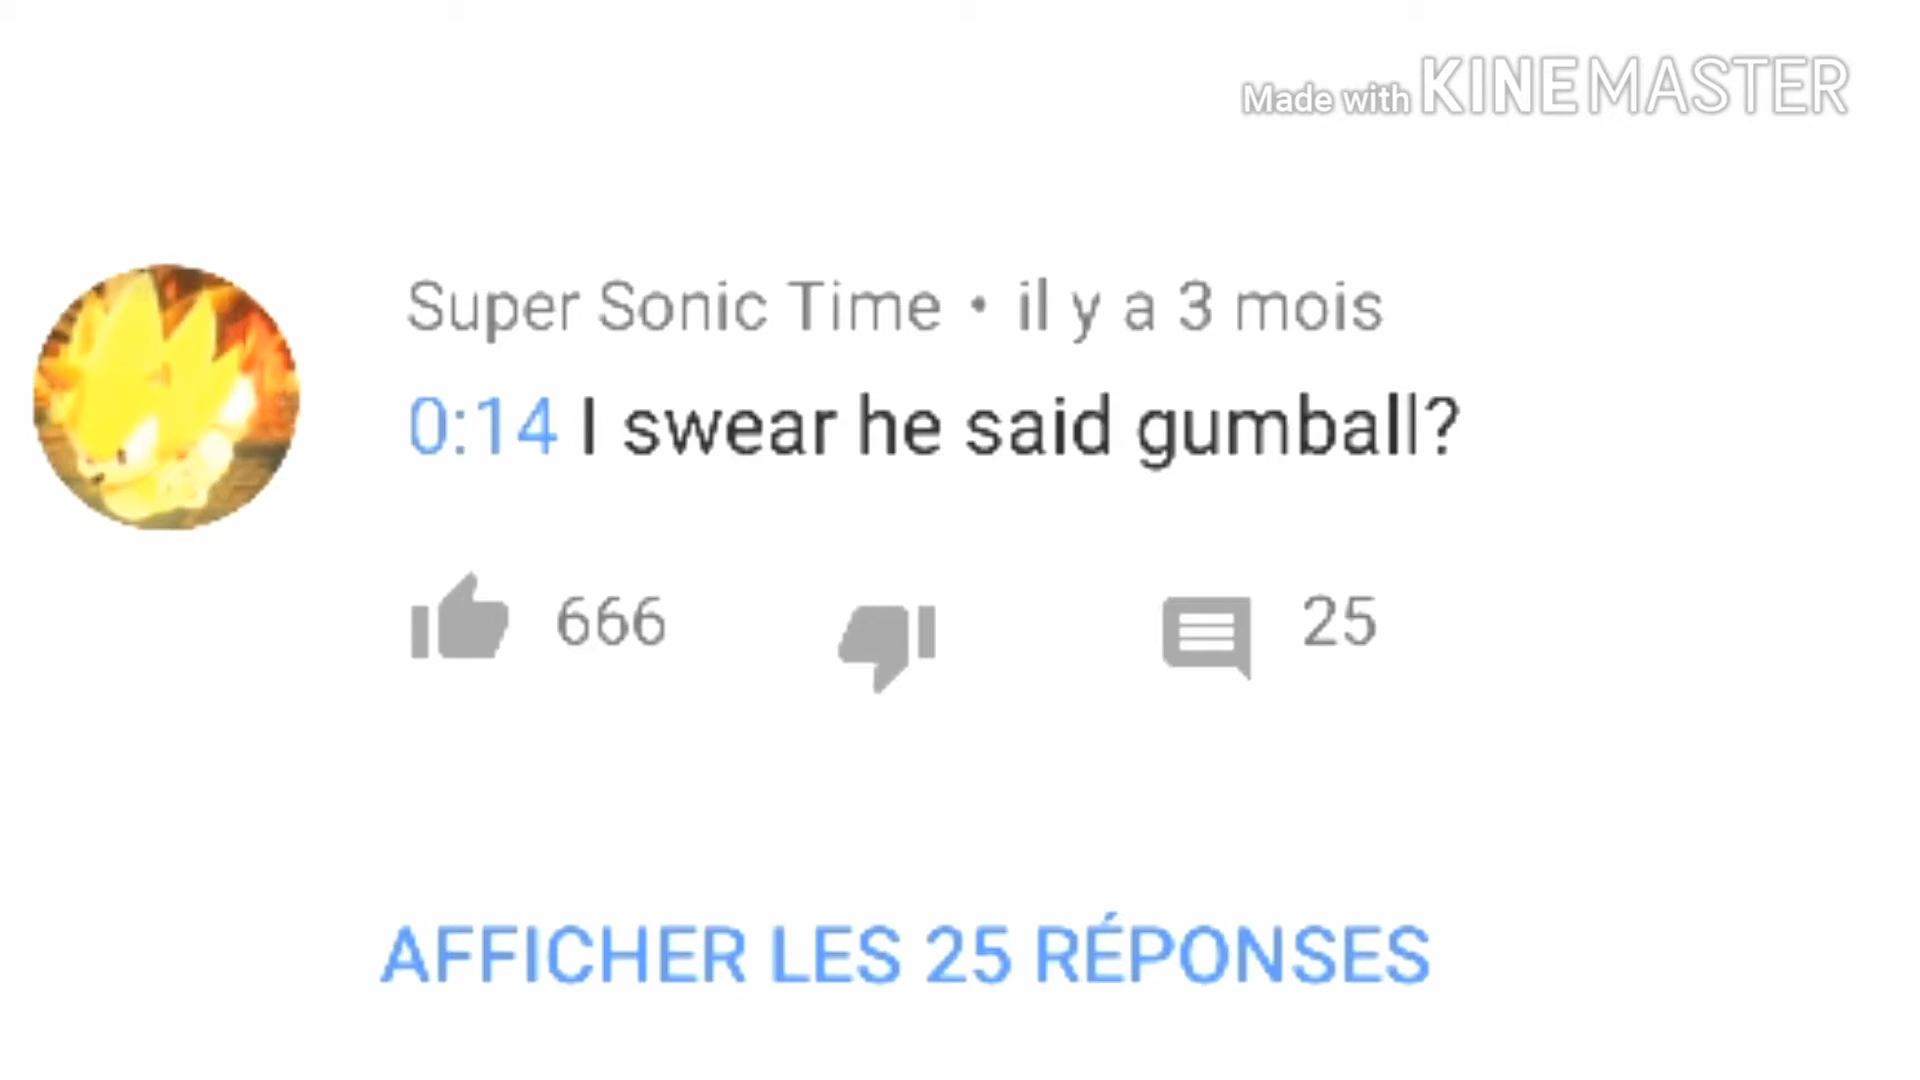 Made with KINEMASTER
Super Sonic Time • il y a 3 mois
0:14 I swear he said gumball?
666 25
AFFICHER LES 25 RÉPONSES